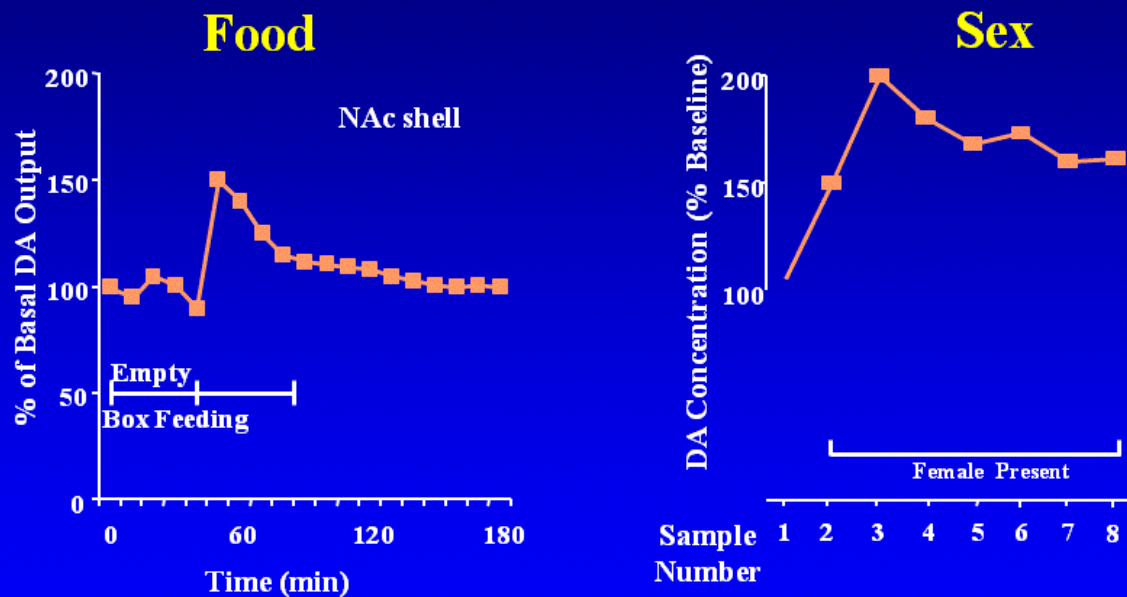 Food
200
150
100
50
0
% of Basal DA Output
NAc shell
Empty
Box Feeding
0 60 120 180
Time (min)
Sex
200
150
100
DA Concentration (% Baseline)
Female Present
Sample
Number
1 2 3 4 5 6 7 8